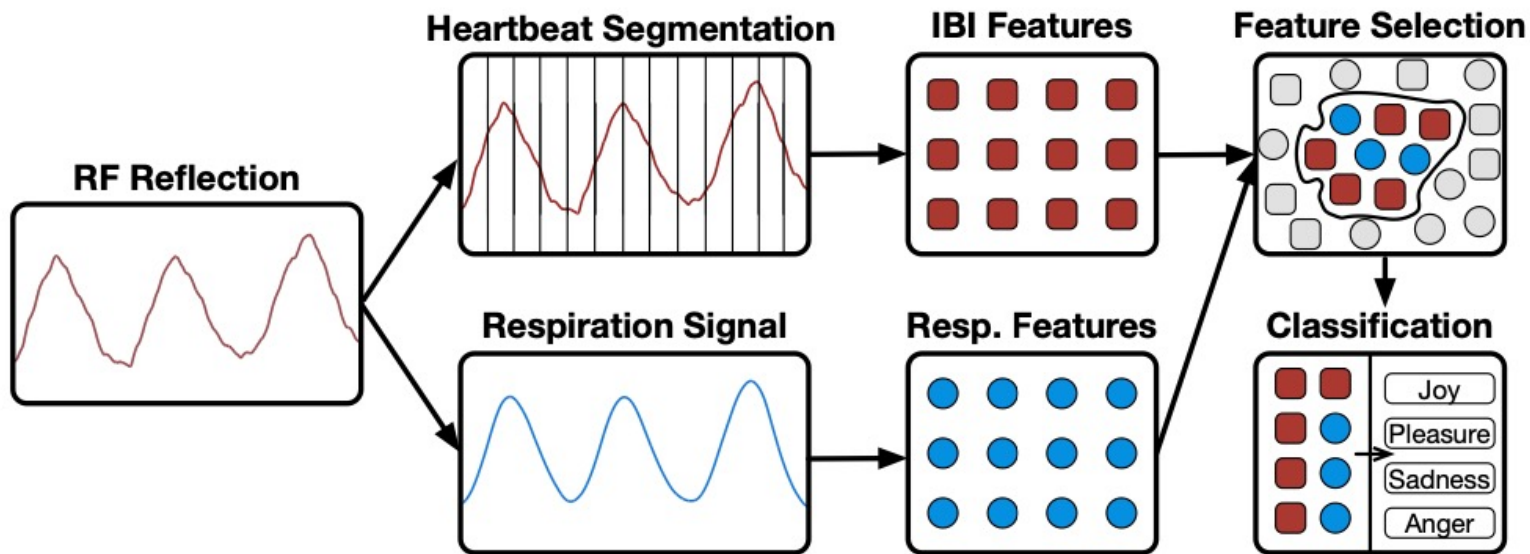 RF Reflection
Heartbeat Segmentation
IBI Features
Feature Selection
Respiration Signal
Resp. Features
Classification
Joy
Pleasure
Sadness
Anger